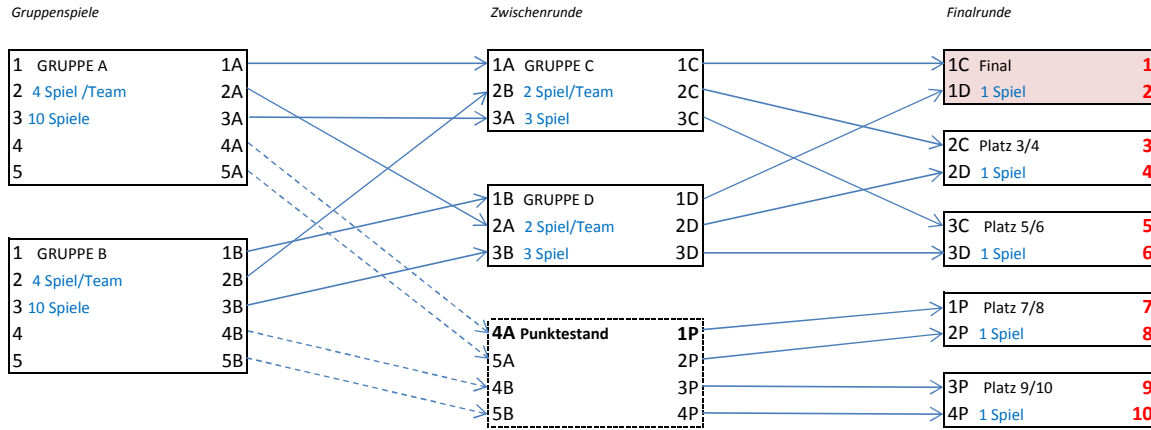 Gruppenspiele
1 GRUPPE A 1A
2 4 Spiel /Team 2A
3 10 Spiele 3A
4 4A
5 5A
1 GRUPPE B 1B
2 4 Spiel/Team 2B
3 10 Spiele 3B
4 4B
5 5B
Zwischenrunde
1A GRUPPE C 1C
2B 2 Spiel/Team 2C
3A 3 Spiel 3C
1B GRUPPE D 1D
2A 2 Spiel/Team 2D
3B 3 Spiel 3D
4A Punktestand 1P
5A 2P
4B 3P
5B 4P
Finalrunde
1C Final 1
1D 1 Spiel 2
2C Platz 3/4 3
2D 1 Spiel 4
3C Platz 5/6 5
3D 1 Spiel 6
1P Platz 7/8 7
2P 1 Spiel 8
3P Platz 9/10 9
4P 1 Spiel 10